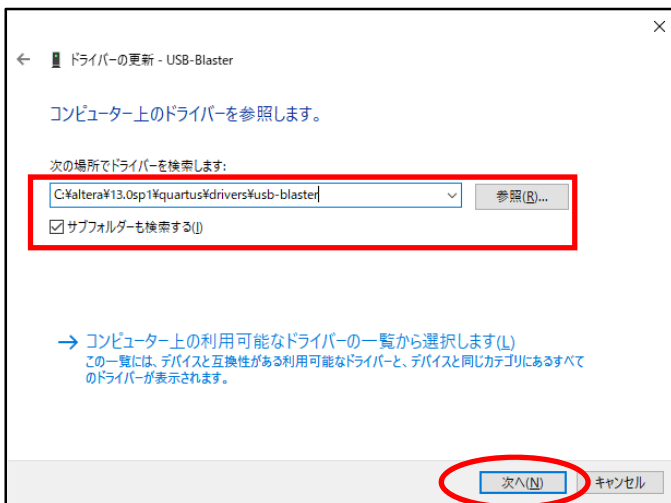 ドライバーの更新 - USB-Blaster
コンピューター上のドライバーを参照します。
次の場所でドライバーを検索します:
C:¥altera¥13.0sp1¥quartus¥drivers¥usb-blaster
参照(R)...
サブフォルダーも検索する(I)
コンピューター上の利用可能なドライバーの一覧から選択します(L)
この一覧には、デバイスと互換性がある利用可能なドライバーと、デバイスと同じカテゴリにあるすべて
のドライバーが表示されます。
次へ(N)
キャンセル